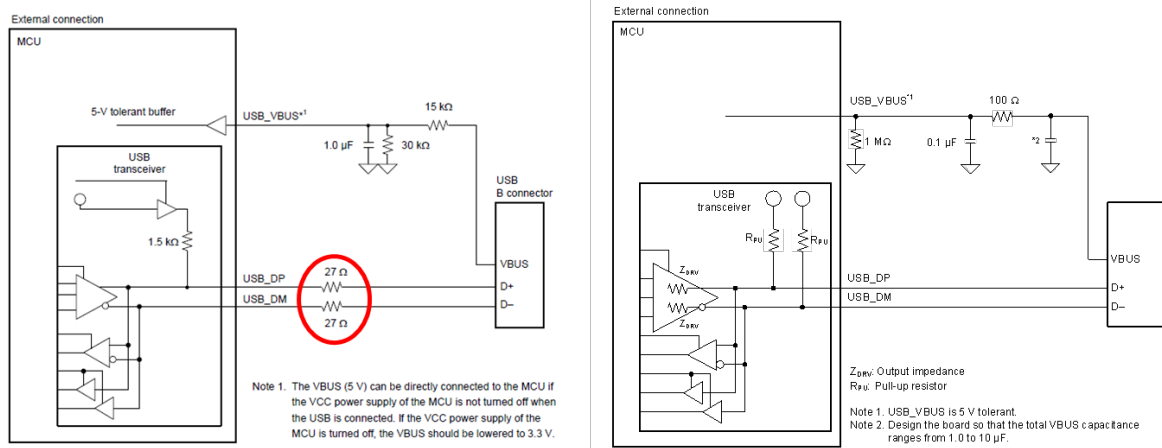 External connection
MCU
5-V tolerant buffer
USB_VBUS*1
15 kΩ
1.0 µF
30 kΩ
USB
transceiver
USB
B connector
1.5 kΩ
VBUS
27 Ω
USB_DP
D+
USB_DM
D−
27 Ω
Note 1. The VBUS (5 V) can be directly connected to the MCU if
the VCC power supply of the MCU is not turned off when
the USB is connected. If the VCC power supply of the
MCU is turned off, the VBUS should be lowered to 3.3 V.
External connection
MCU
USB_VBUS*1
100 Ω
1 MΩ
0.1 µF
*2
USB
transceiver
RPU
RPU
VBUS
ZDRV
USB_DP
D+
USB_DM
D−
ZDRV
ZDRV: Output impedance
RPU: Pull-up resistor
Note 1. USB_VBUS is 5 V tolerant.
Note 2. Design the board so that the total VBUS capacitance
ranges from 1.0 to 10 µF.